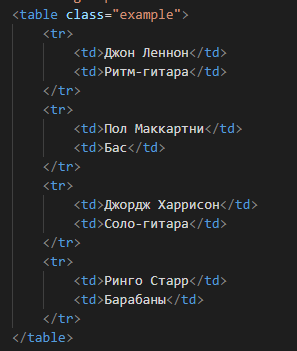 <table class="example">
    <tr>
        <td>Джон Леннон</td>
        <td>Ритм-гитара</td>
    </tr>
    <tr>
        <td>Пол Маккартни</td>
        <td>Бас</td>
    </tr>
    <tr>
        <td>Джордж Харрисон</td>
        <td>Соло-гитара</td>
    </tr>
    <tr>
        <td>Ринго Старр</td>
        <td>Барабаны</td>
    </tr>
</table>